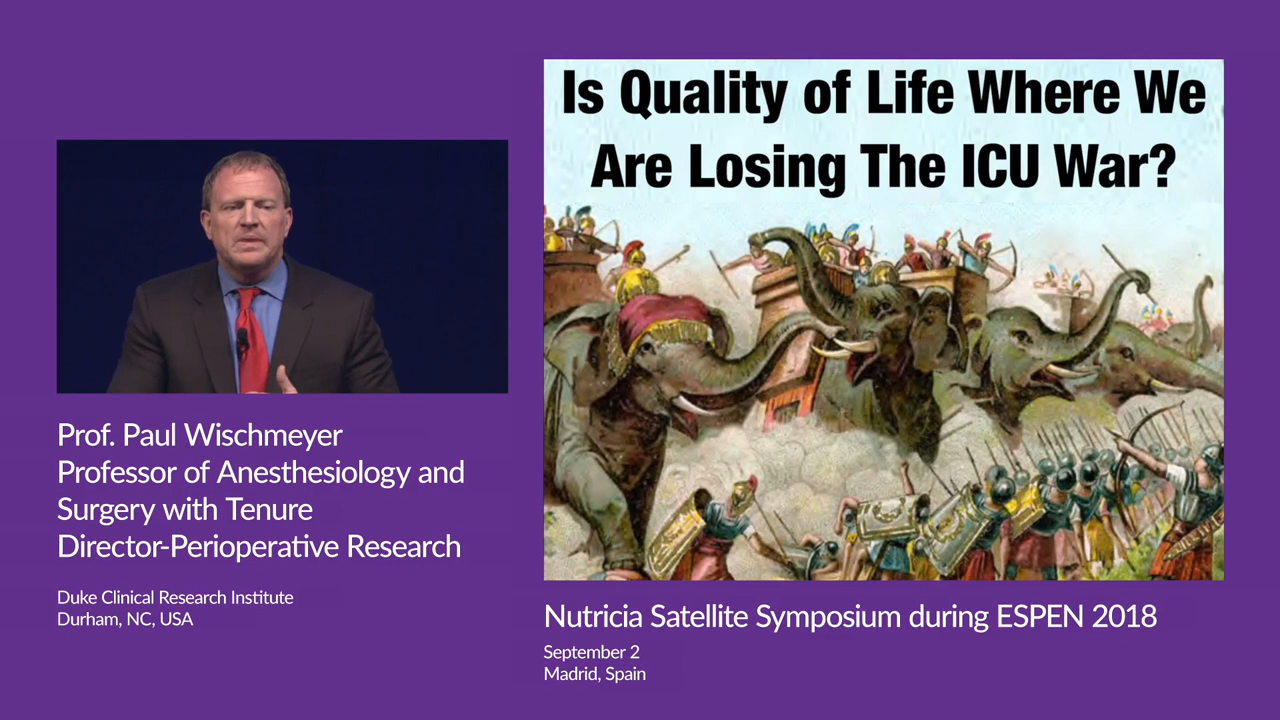 Is Quality of Life Where We
Are Losing The ICU War?
Prof. Paul Wischmeyer
Professor of Anesthesiology and
Surgery with Tenure
Director-Perioperative Research
Duke Clinical Research Institute
Durham, NC, USA
Nutricia Satellite Symposium during ESPEN 2018
September 2
Madrid, Spain